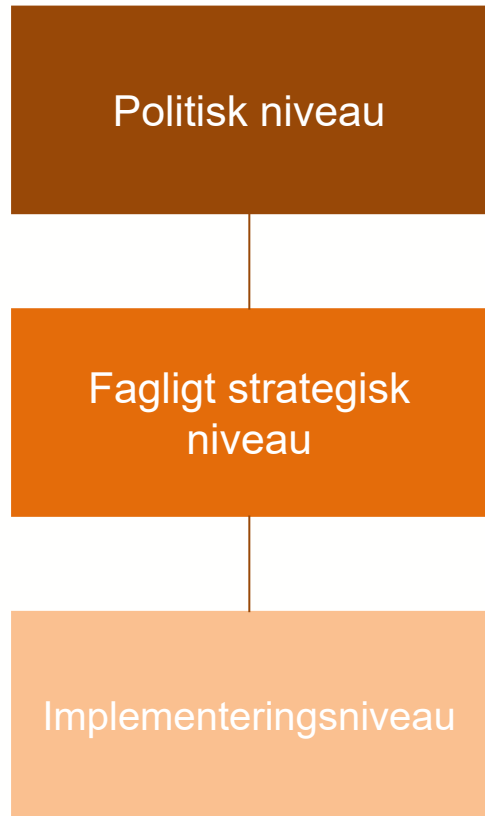 Politisk niveau
Fagligt strategisk
niveau
Implementeringsniveau